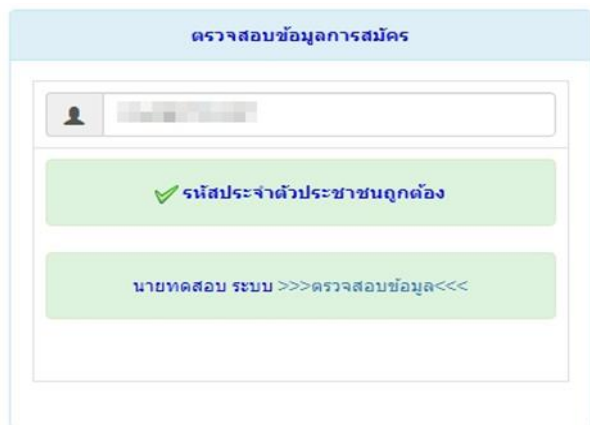 ตรวจสอบข้อมูลการสมัคร
รหัสประจำตัวประชาชนถูกต้อง
นายทดสอบ ระบบ >>>ตรวจสอบข้อมูล<<<